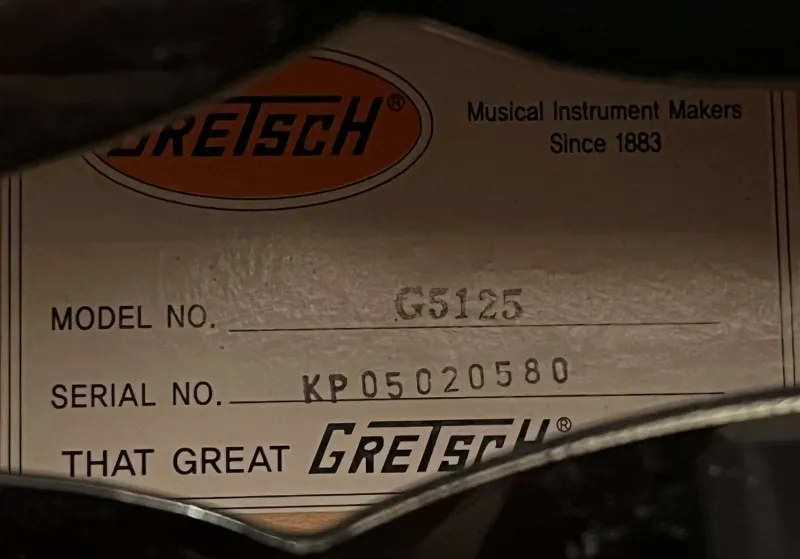 GRETSCH®
Musical Instrument Makers
Since 1883
MODEL NO. G5125
SERIAL NO. KP05020580
THAT GREAT GRETSCH®